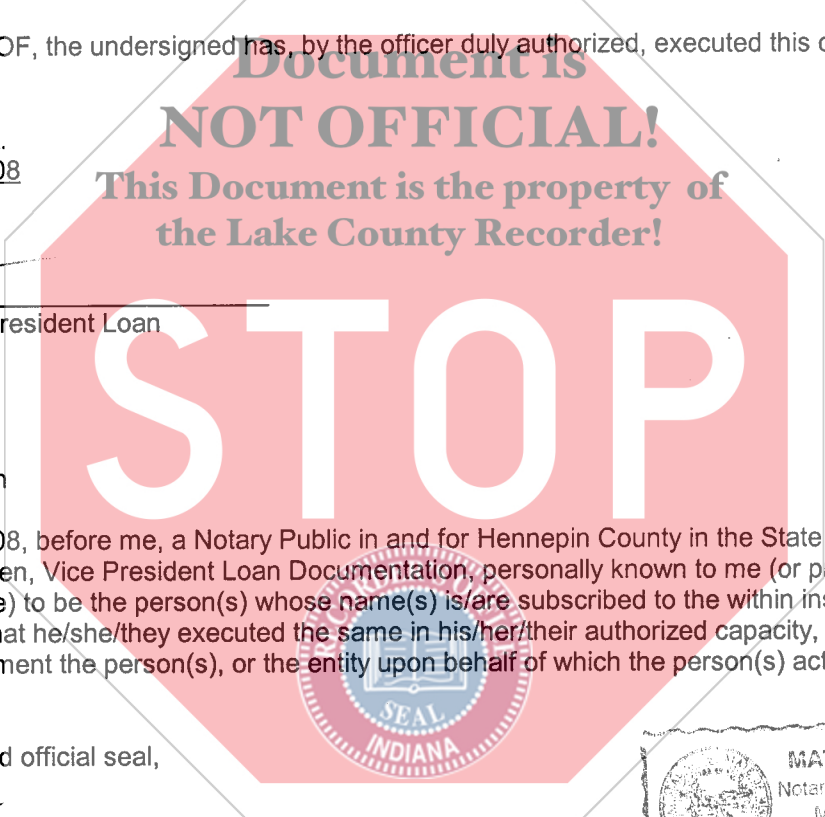 OF, the undersigned has, by the officer duly authorized, executed this
Document is
NOT OFFICIAL!
.
08
This Document is the property of
the Lake County Recorder!
resident Loan
STOP
n
08, before me, a Notary Public in and for Hennepin County in the State
en, Vice President Loan Documentation, personally known to me (or p
e) to be the person(s) whose name(s) is/are subscribed to the within ins
at he/she/they executed the same in his/her/their authorized capacity,
ment the person(s), or the entity upon behalf of which the person(s) act
SEAL
INDIANA
d official seal,
MA
Notar
M